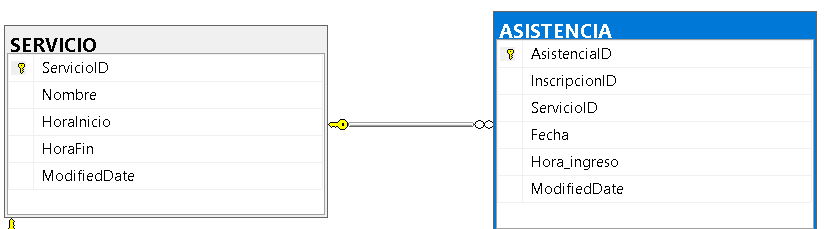 SERVICIO
ServicioID
Nombre
HoraInicio
HoraFin
ModifiedDate
ASISTENCIA
AsistenciaID
InscripcionID
ServicioID
Fecha
Hora_ingreso
ModifiedDate